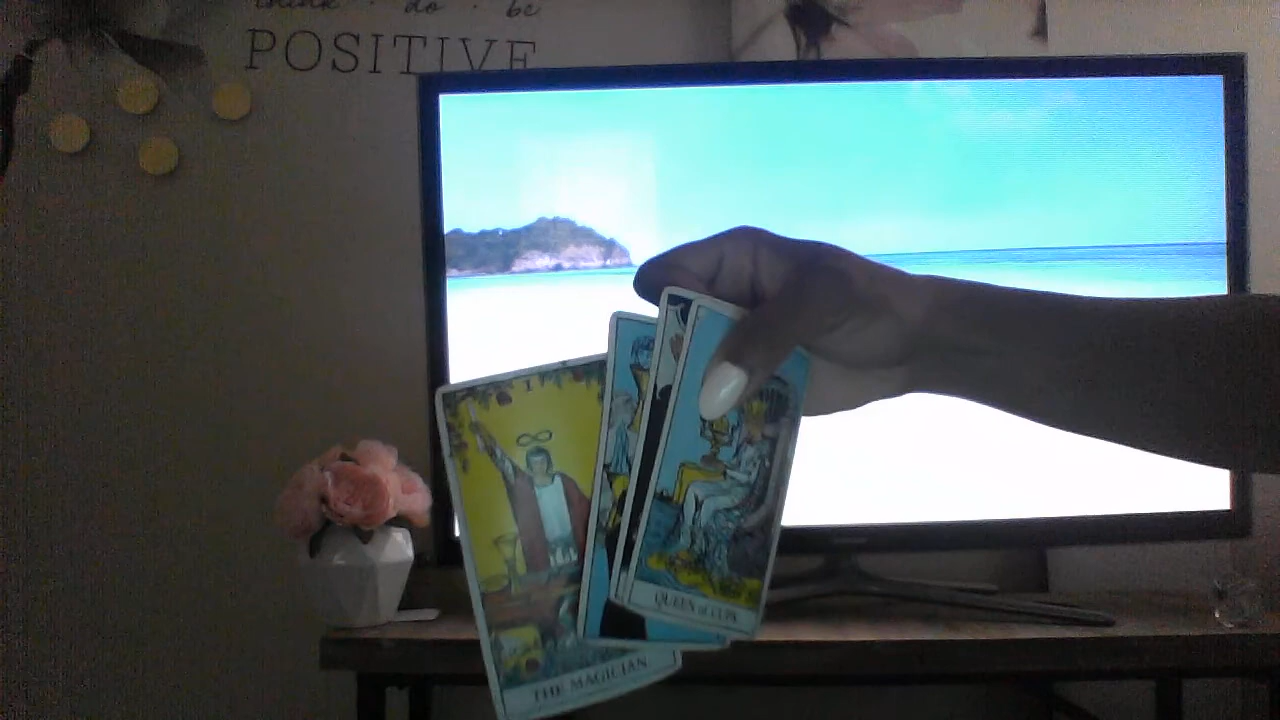 think · do · be
POSITIVE
I
THE MAGICIAN
QUEEN of CUPS